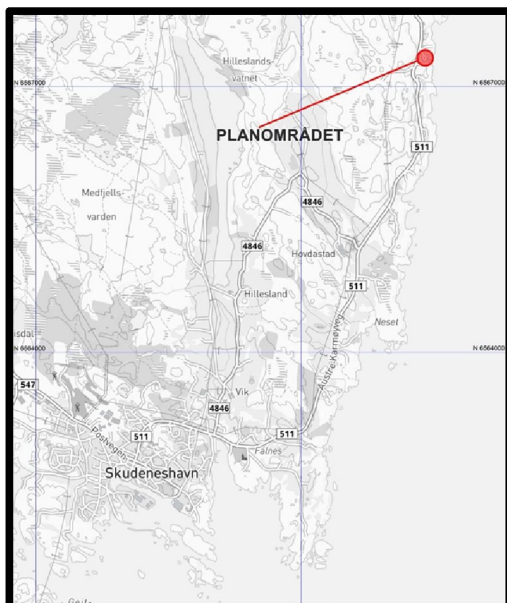 Hilleslands-
vatnet
N 6567000
N 6567000
PLANOMRÅDET
511
Medfjells-
varden
4846
4846
Hovdastad
511
Hillesland
Neset
N 6564000
N 6564000
Austre Karmøyveg
547
Vik
4846
Postvegen
511
511
Falnes
Skudeneshavn